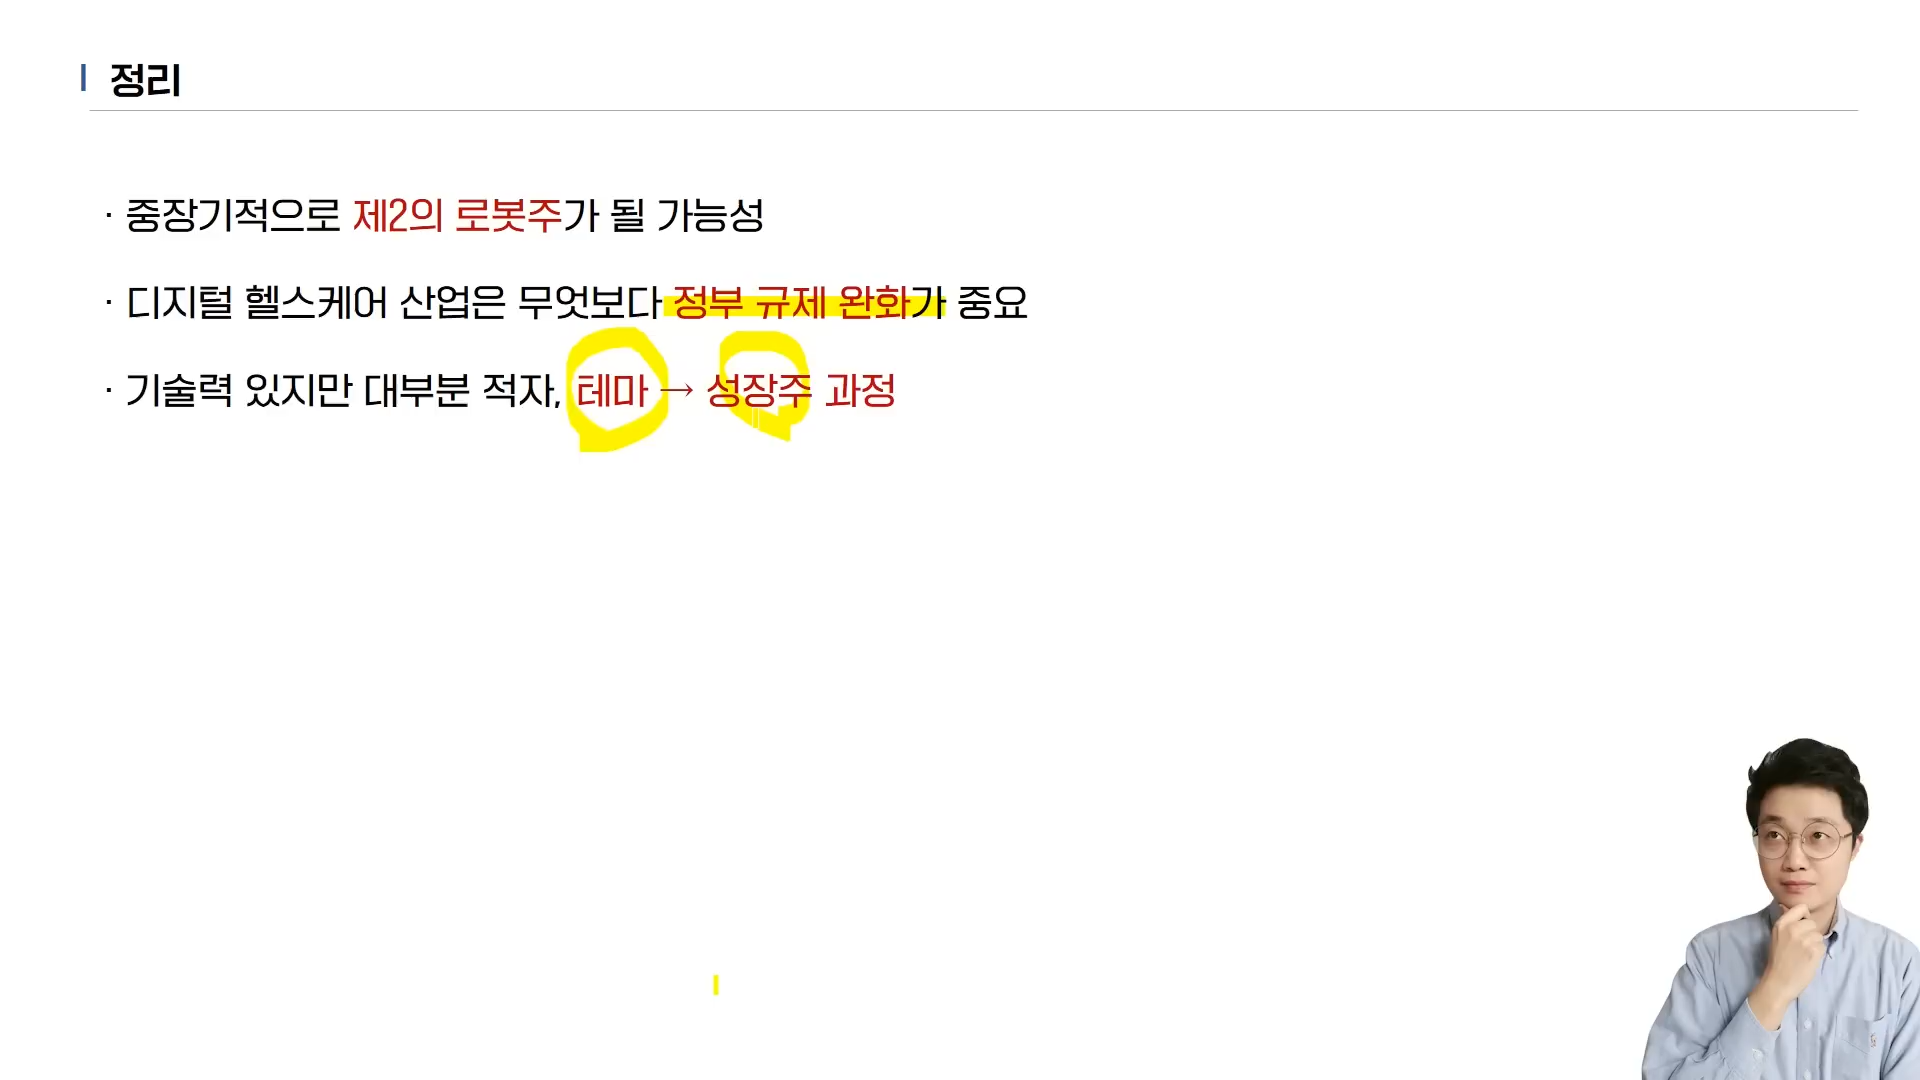 정리
· 중장기적으로 제2의 로봇주가 될 가능성
· 디지털 헬스케어 산업은 무엇보다 정부 규제 완화가 중요
· 기술력 있지만 대부분 적자, 테마 → 성장주 과정